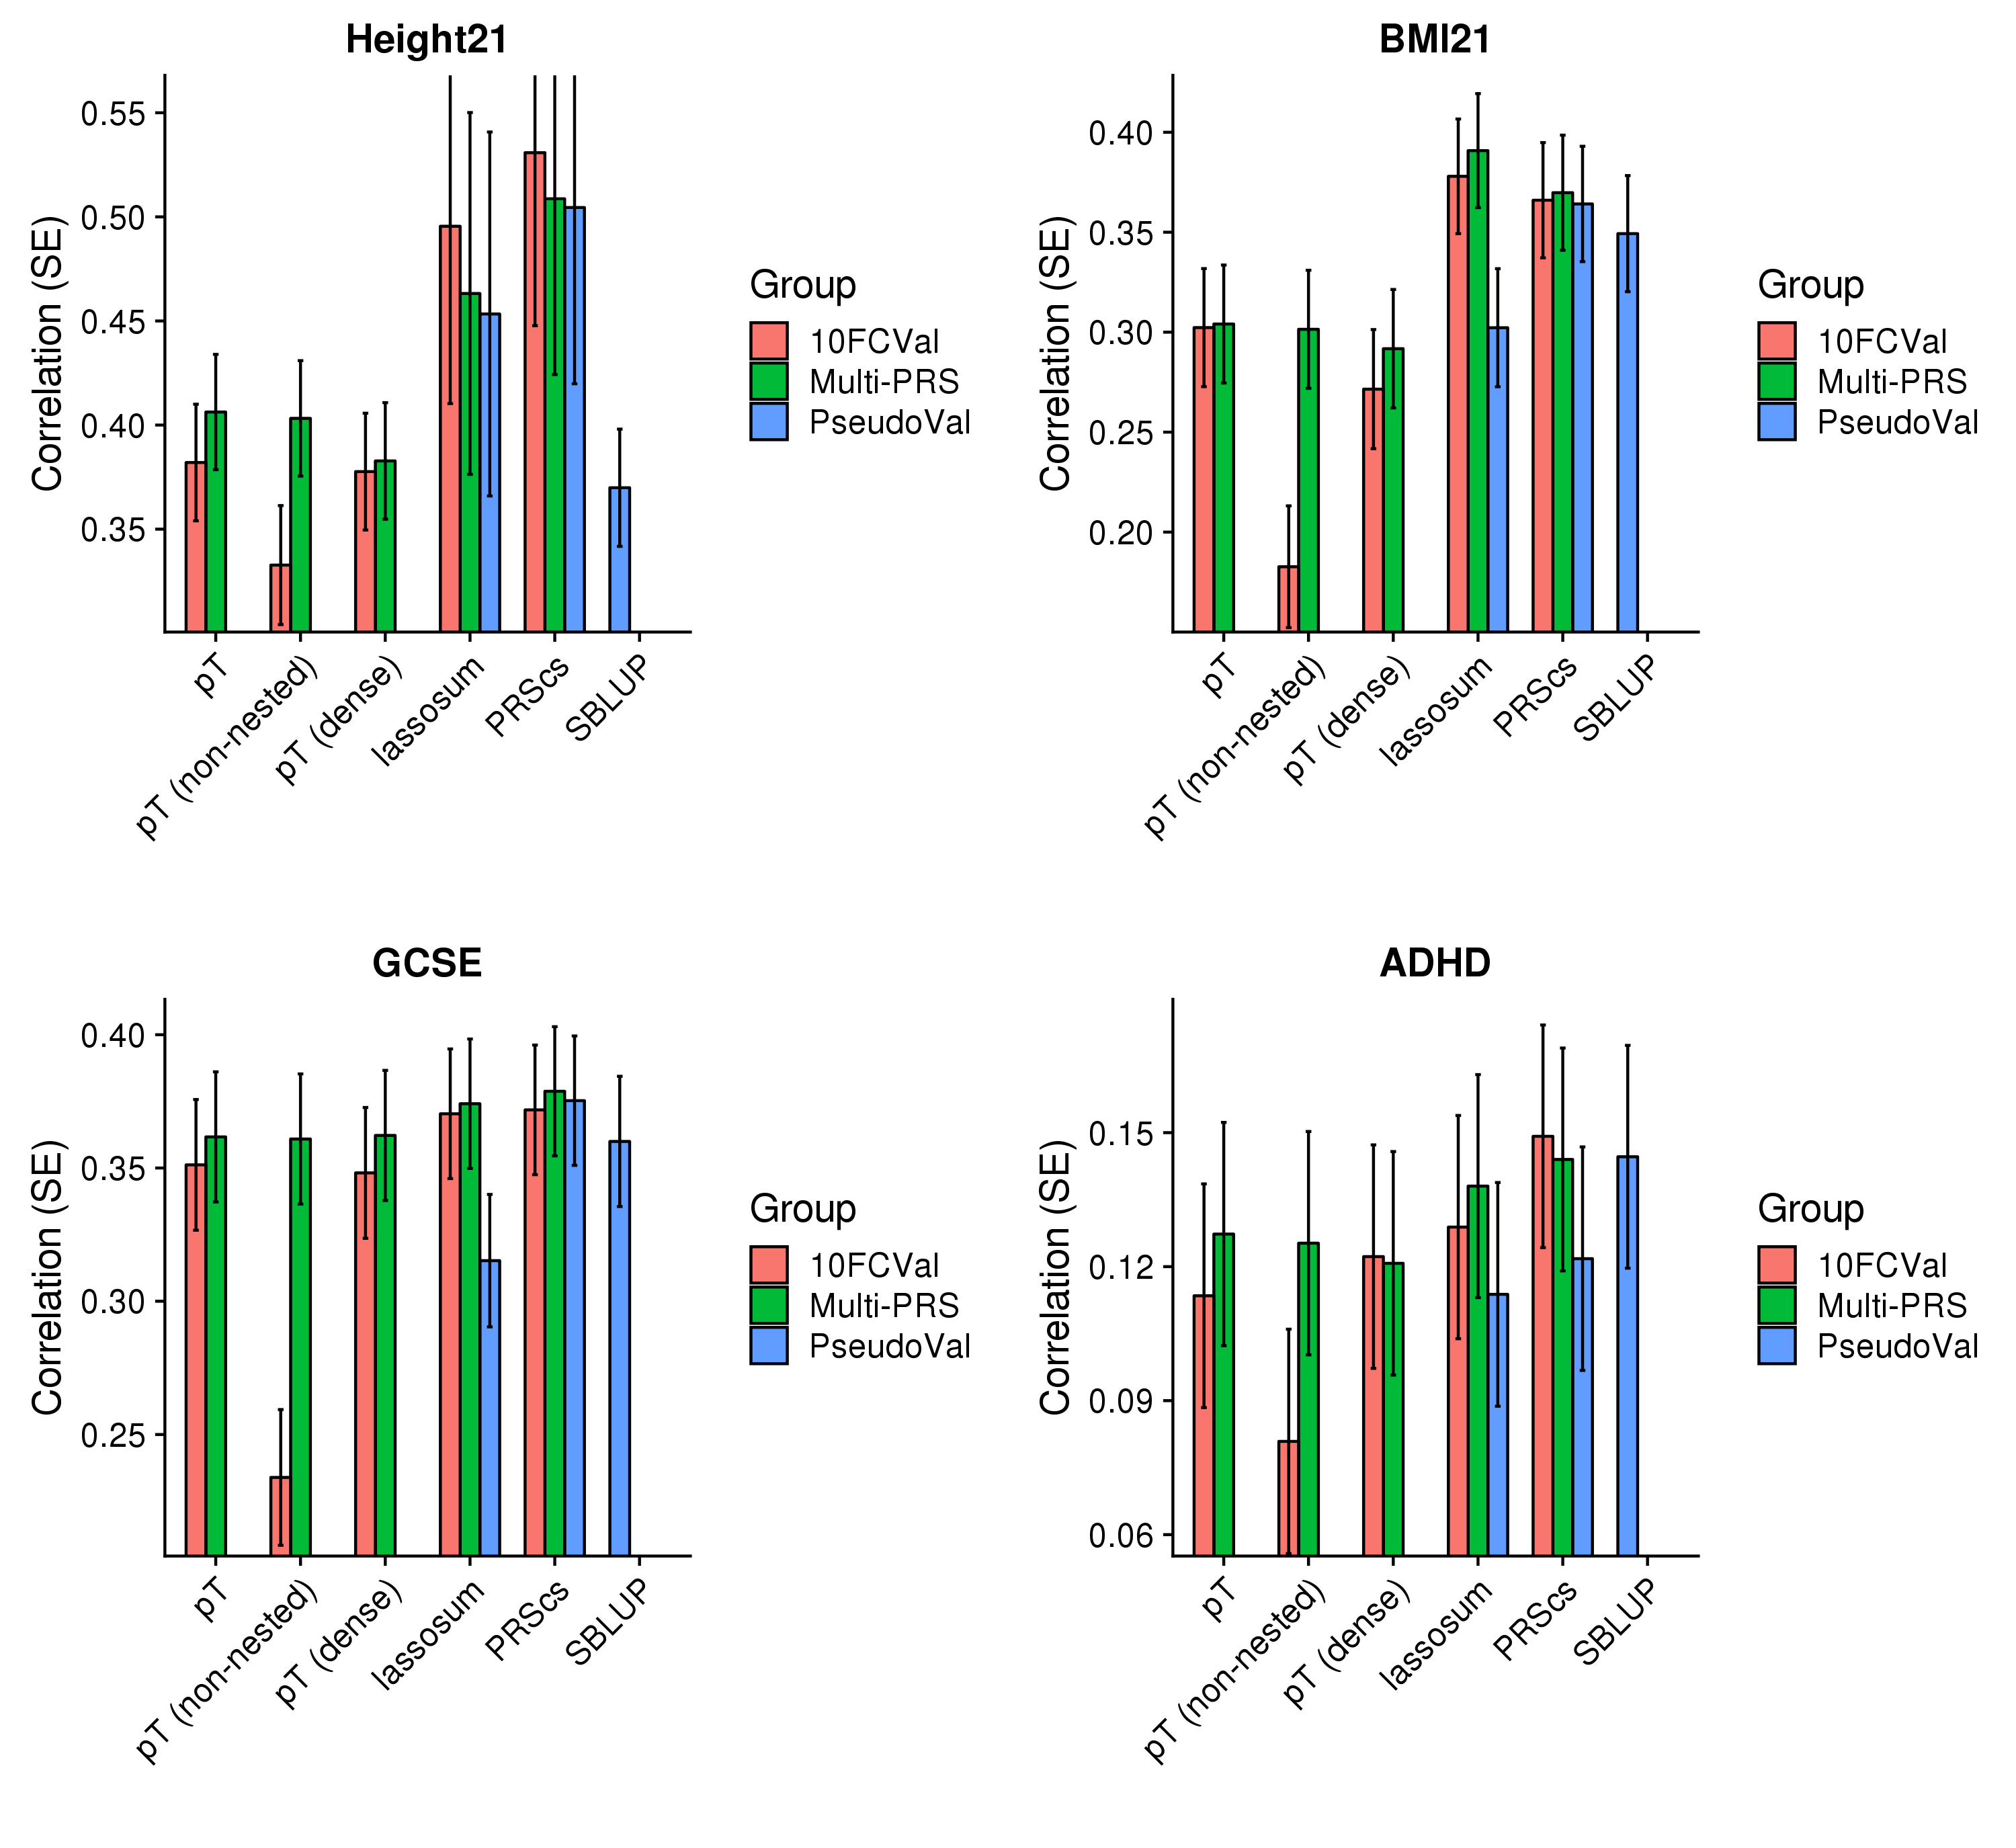 Height21
Correlation (SE)
0.55
0.50
0.45
0.40
0.35
pT
pT (non-nested)
pT (dense)
lassosum
PRScs
SBLUP
Group
10FCVal
Multi-PRS
PseudoVal
BMI21
Correlation (SE)
0.40
0.35
0.30
0.25
0.20
pT
pT (non-nested)
pT (dense)
lassosum
PRScs
SBLUP
Group
10FCVal
Multi-PRS
PseudoVal
GCSE
Correlation (SE)
0.40
0.35
0.30
0.25
pT
pT (non-nested)
pT (dense)
lassosum
PRScs
SBLUP
Group
10FCVal
Multi-PRS
PseudoVal
ADHD
Correlation (SE)
0.15
0.12
0.09
0.06
pT
pT (non-nested)
pT (dense)
lassosum
PRScs
SBLUP
Group
10FCVal
Multi-PRS
PseudoVal